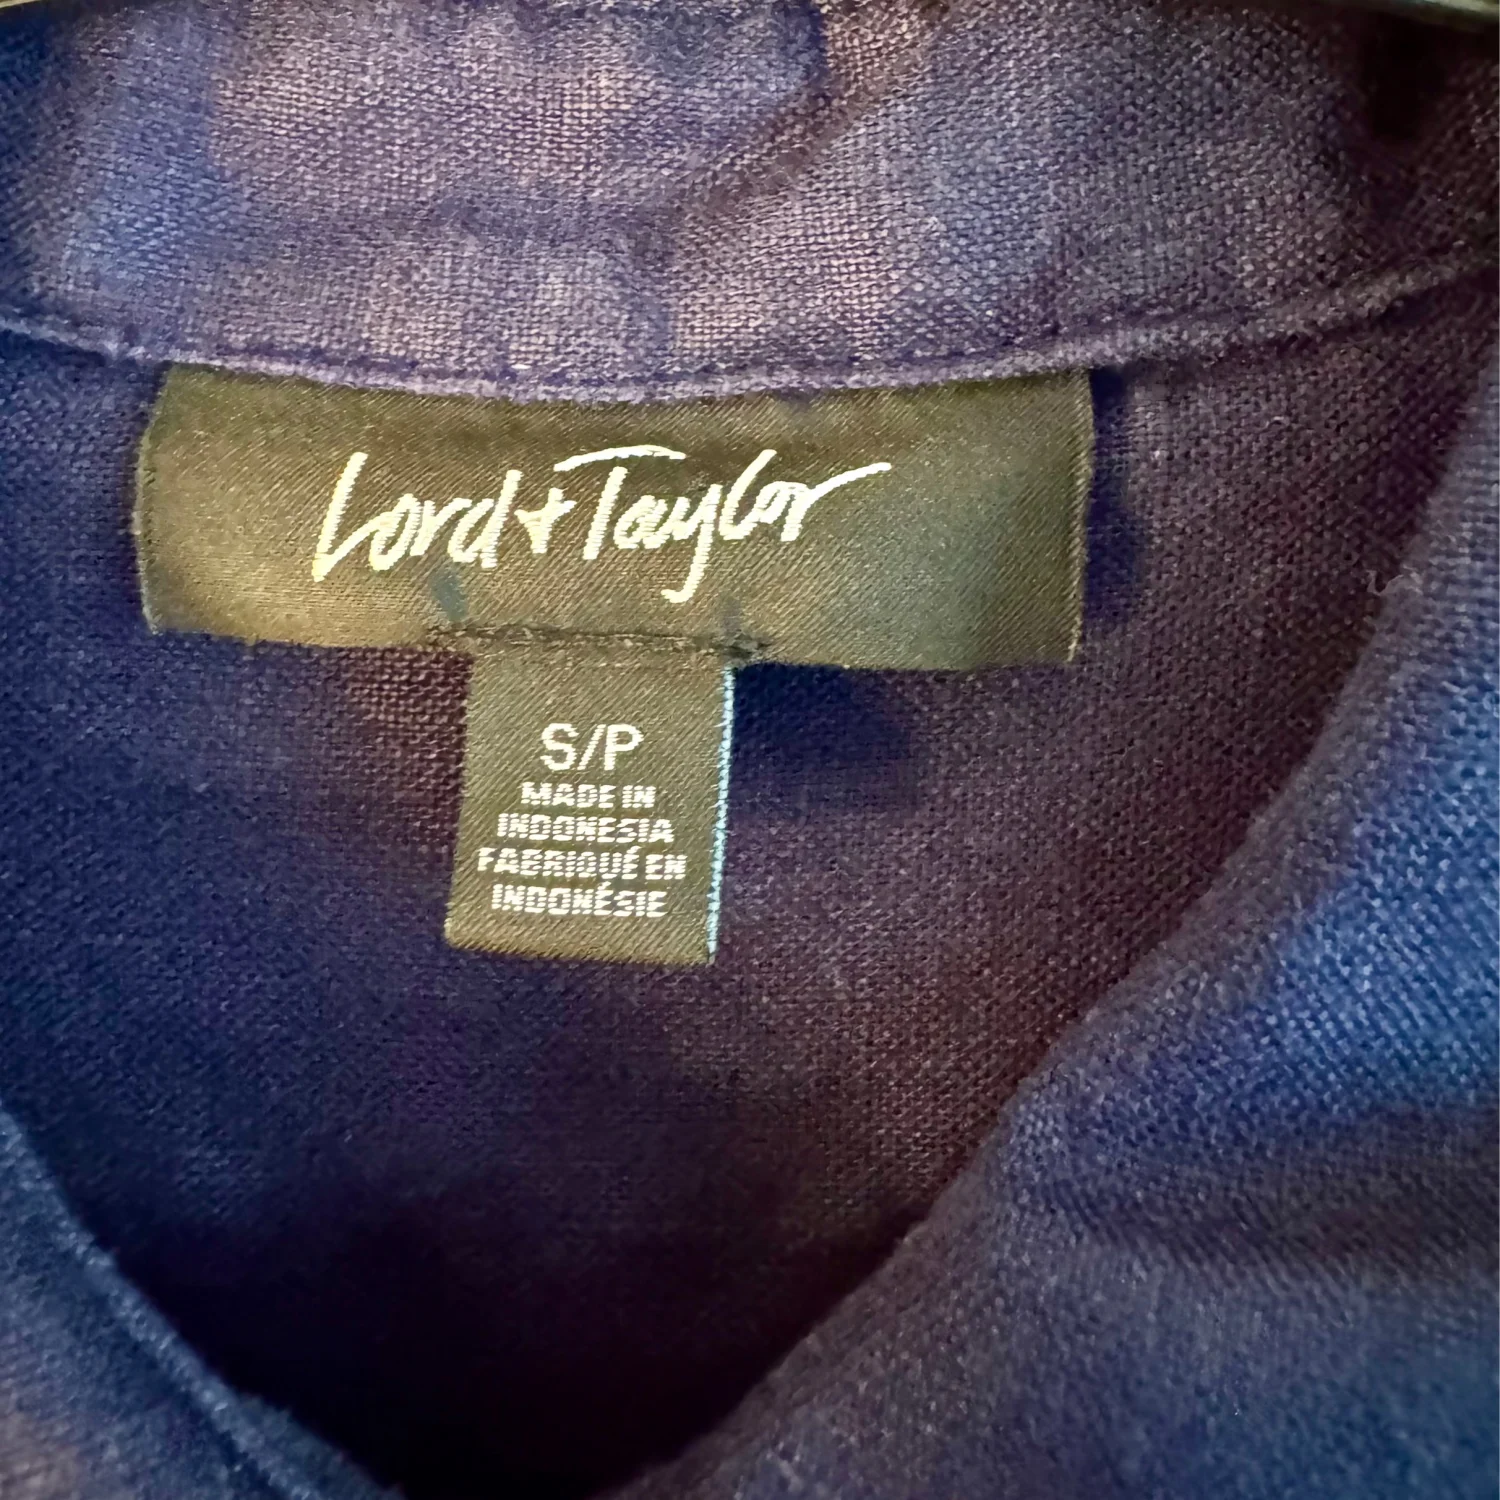 Lord + Taylor
S/P
MADE IN
INDONESIA
FABRIQUÉ EN
INDONÉSIE